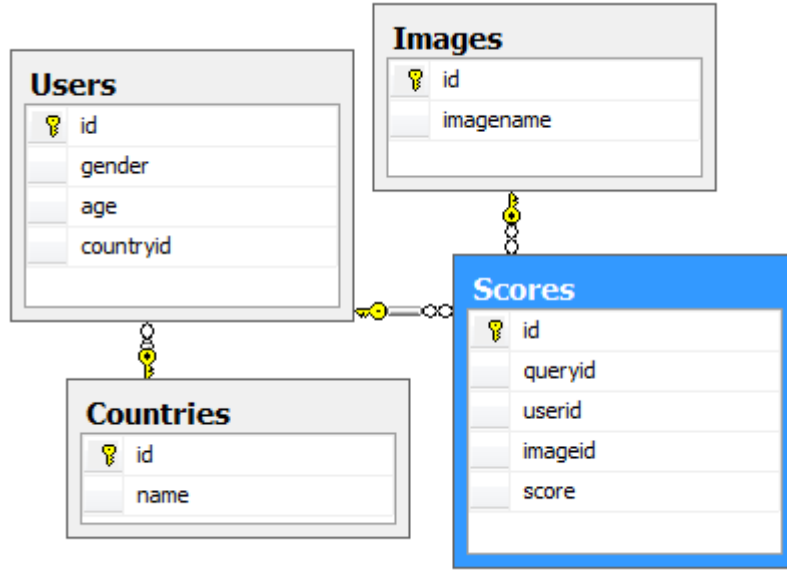 Users
id
gender
age
countryid
Images
id
imagename
Countries
id
name
Scores
id
queryid
userid
imageid
score